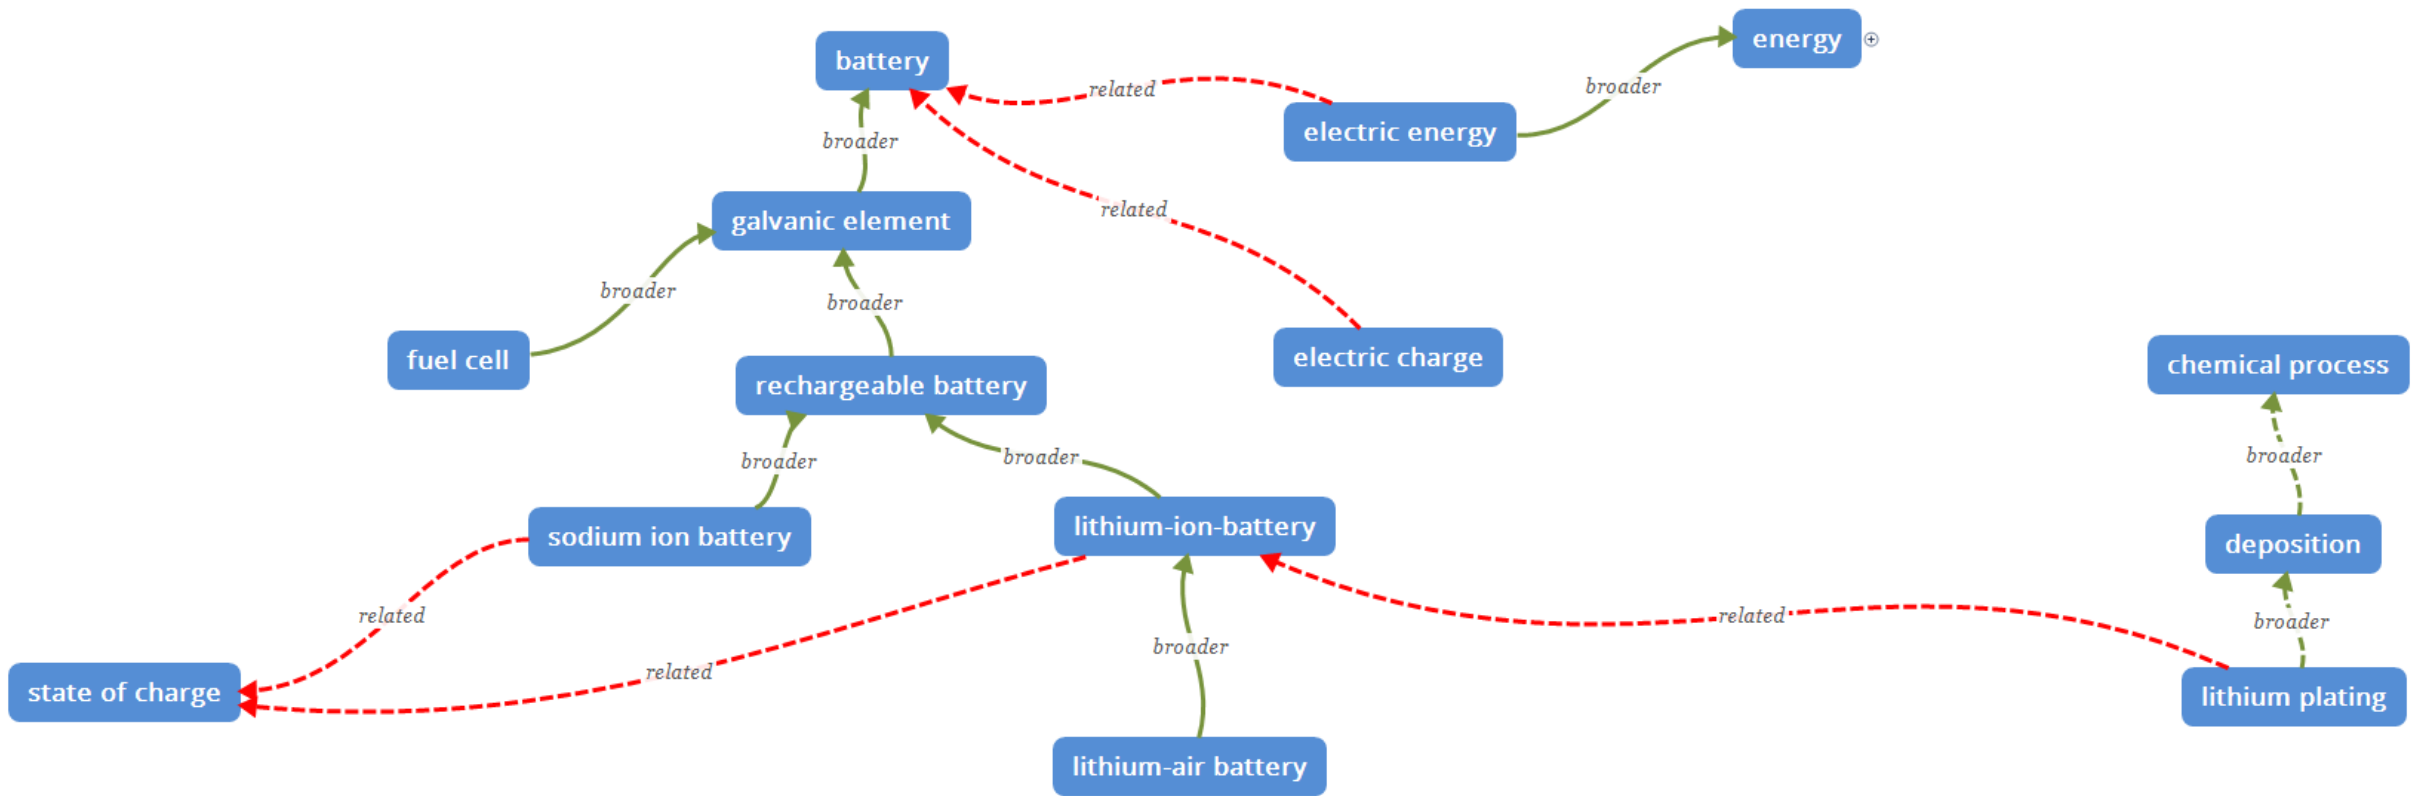 energy
battery
related
broader
electric energy
broader
related
galvanic element
broader
broader
fuel cell
electric charge
chemical process
rechargeable battery
broader
broader
broader
lithium-ion-battery
sodium ion battery
deposition
related
related
broader
broader
related
state of charge
lithium plating
lithium-air battery